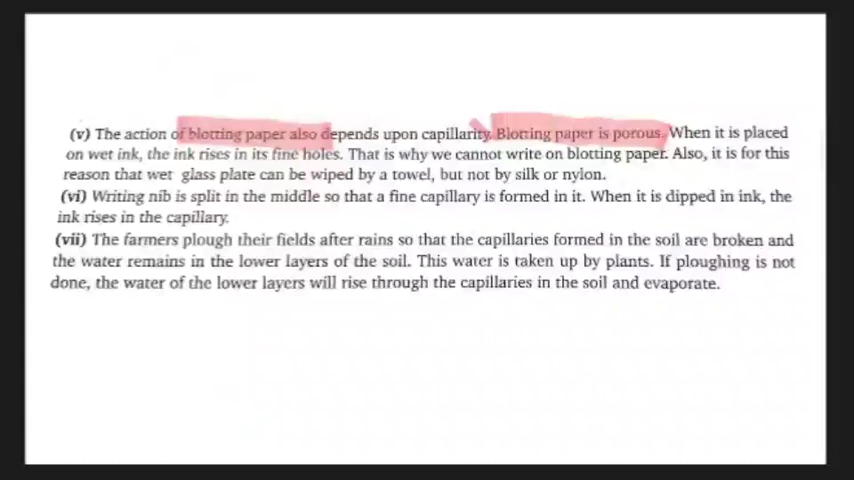 (v) The action of blotting paper also depends upon capillarity. Blotting paper is porous. When it is placed
on wet ink, the ink rises in its fine holes. That is why we cannot write on blotting paper. Also, it is for this
reason that wet glass plate can be wiped by a towel, but not by silk or nylon.
(vi) Writing nib is split in the middle so that a fine capillary is formed in it. When it is dipped in ink, the
ink rises in the capillary.
(vii) The farmers plough their fields after rains so that the capillaries formed in the soil are broken and
the water remains in the lower layers of the soil. This water is taken up by plants. If ploughing is not
done, the water of the lower layers will rise through the capillaries in the soil and evaporate.